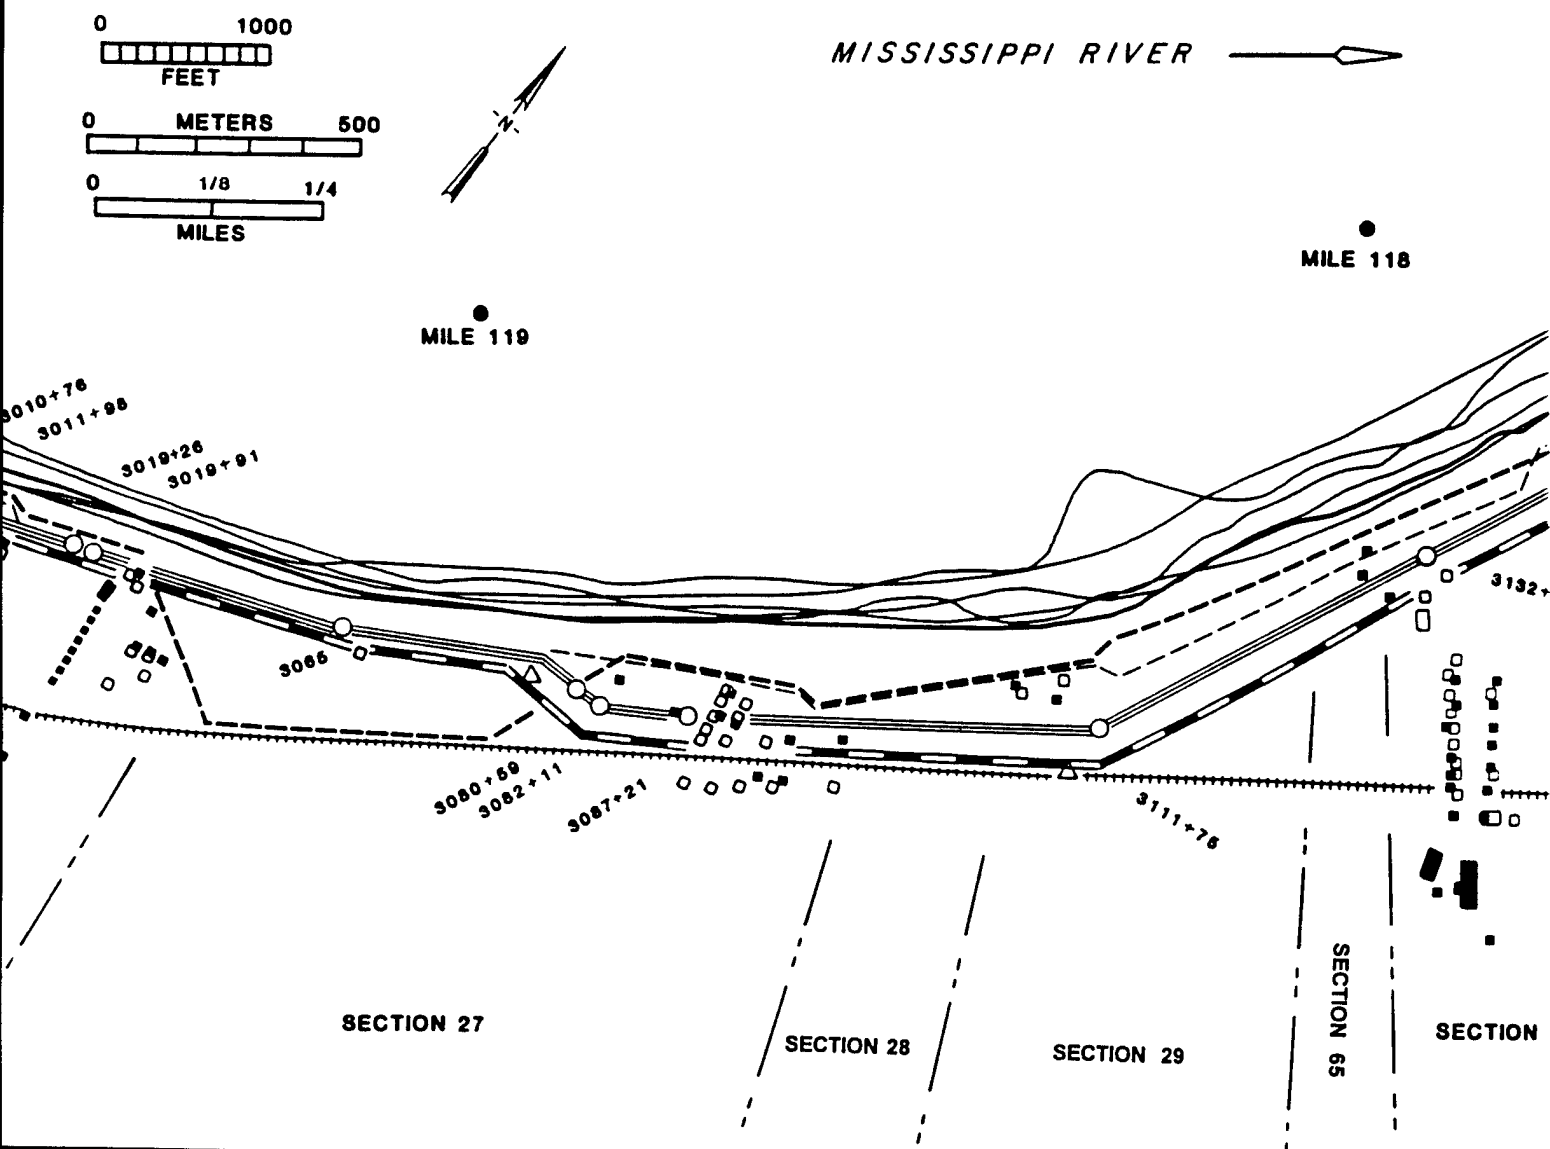 0 1000
FEET
0 METERS 500
0 1/8 1/4
MILES
N
MISSISSIPPI RIVER
MILE 118
MILE 119
3010+76
3011+98
3019+26
3019+91
3065
3080+59
3082+11
3087+21
3111+76
3132+
SECTION 27
SECTION 28
SECTION 29
SECTION 65
SECTION